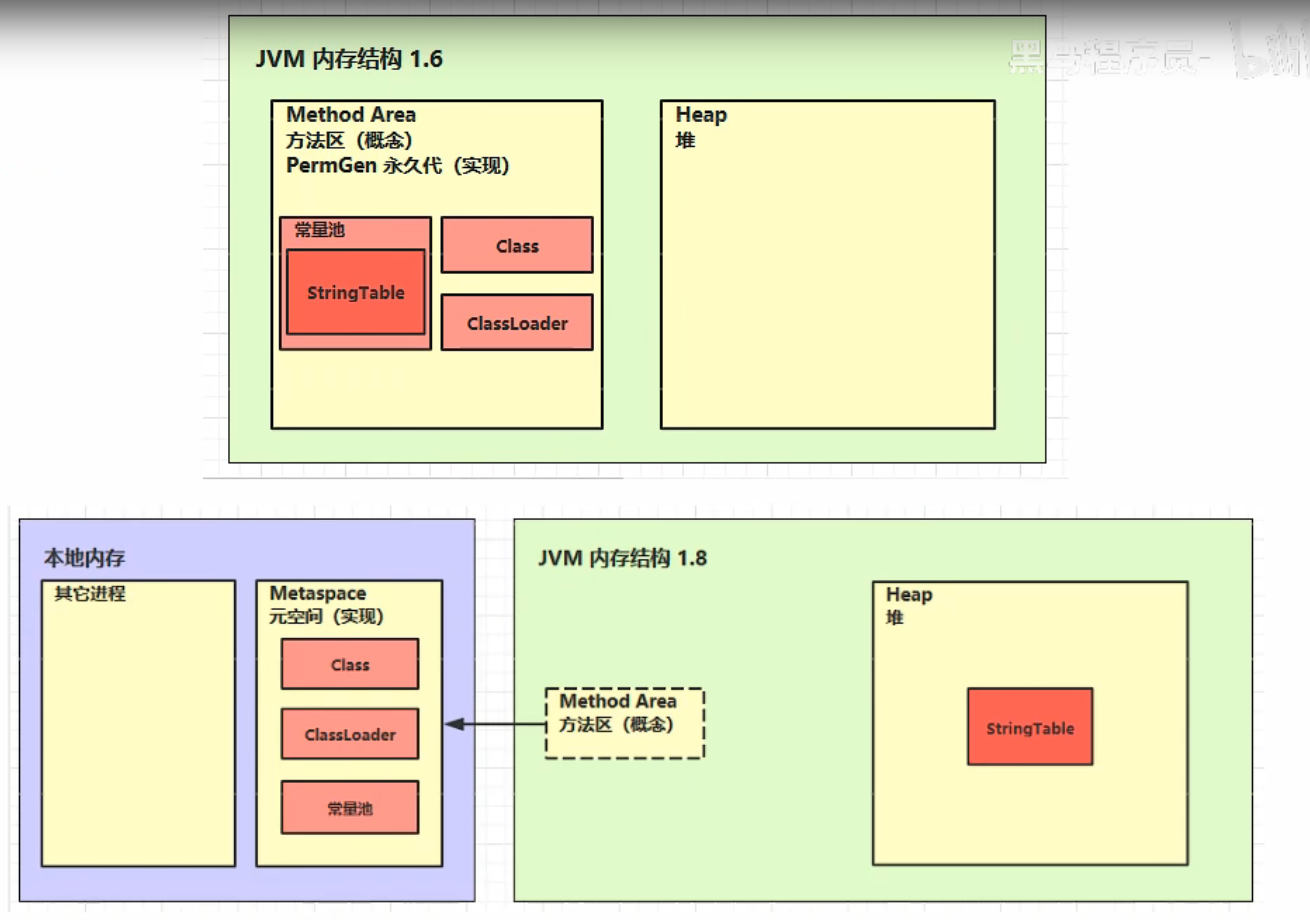 黑马程序员-
JVM 内存结构 1.6
Method Area
方法区（概念）
PermGen 永久代（实现）
常量池
StringTable
Class
ClassLoader
Heap
堆
本地内存
其它进程
Metaspace
元空间（实现）
Class
ClassLoader
常量池
JVM 内存结构 1.8
Method Area
方法区（概念）
Heap
堆
StringTable